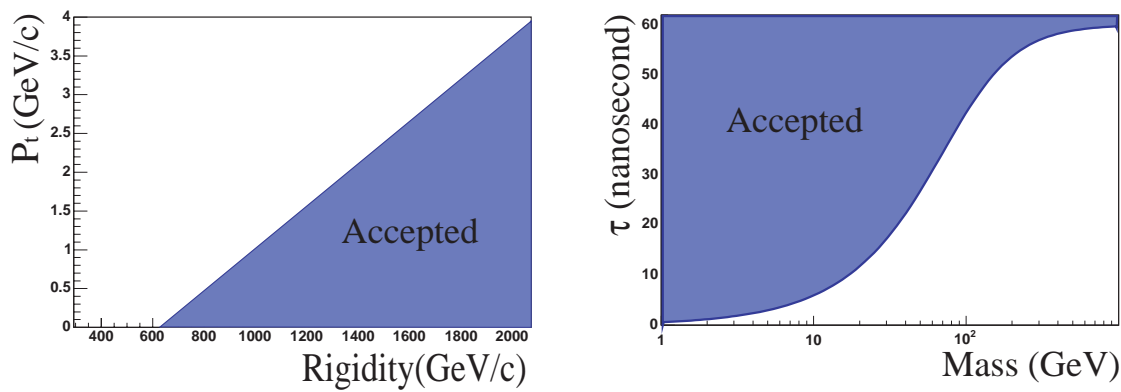 4
3.5
3
2.5
2
1.5
1
0.5
0
P_t (GeV/c)
Accepted
400 600 800 1000 1200 1400 1600 1800 2000
Rigidity(GeV/c)
60
50
40
30
20
10
0
τ (nanosecond)
Accepted
1 10 10²
Mass (GeV)